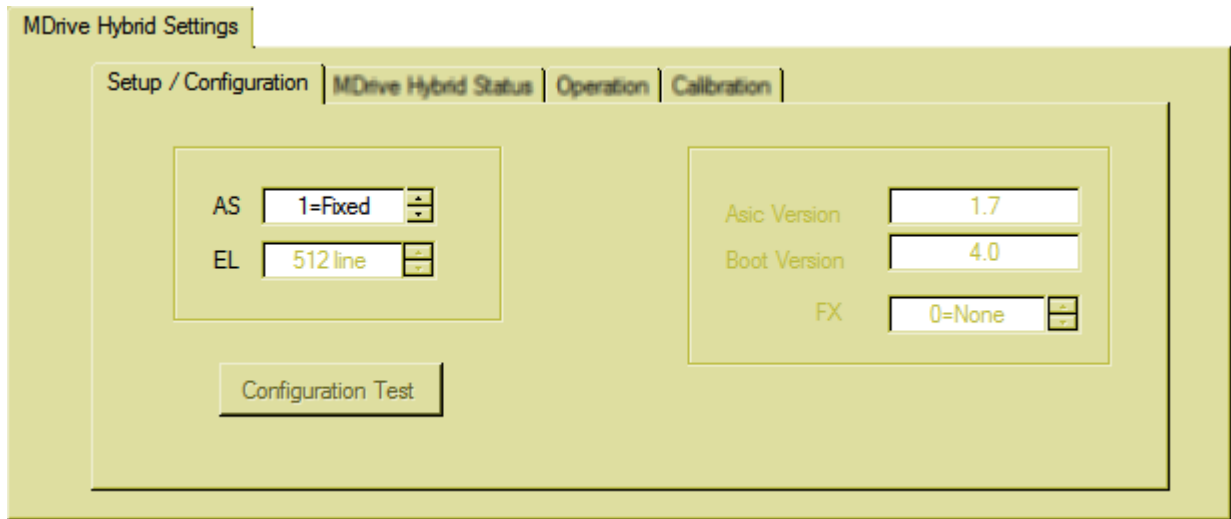 MDrive Hybrid Settings
Setup / Configuration MDrive Hybrid Status Operation Calibration
AS 1=Fixed
EL 512 line
Configuration Test
Asic Version 1.7
Boot Version 4.0
FX 0=None